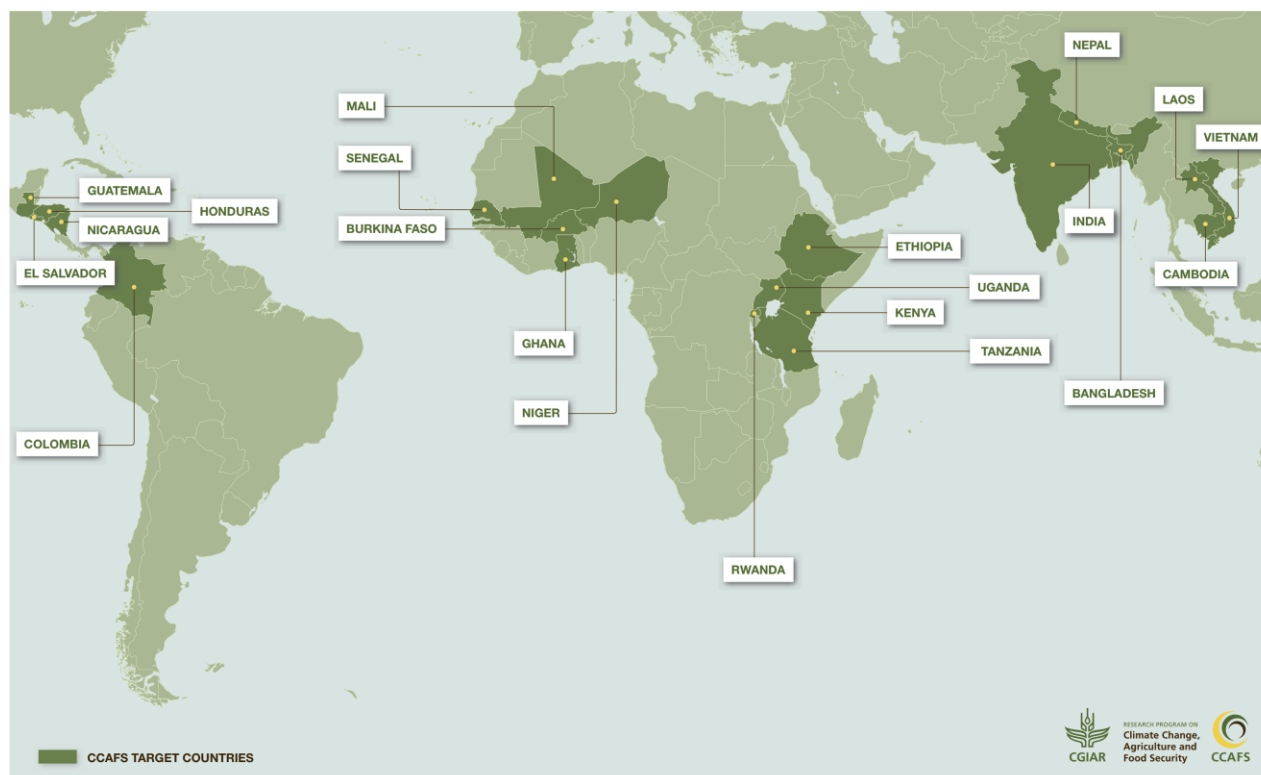 NEPAL
MALI
LAOS
SENEGAL
VIETNAM
GUATEMALA
HONDURAS
BURKINA FASO
NICARAGUA
INDIA
ETHIOPIA
EL SALVADOR
CAMBODIA
UGANDA
KENYA
GHANA
TANZANIA
BANGLADESH
NIGER
COLOMBIA
RWANDA
CCAFS TARGET COUNTRIES
CGIAR
RESEARCH PROGRAM ON
Climate Change,
Agriculture and
Food Security
CCAFS